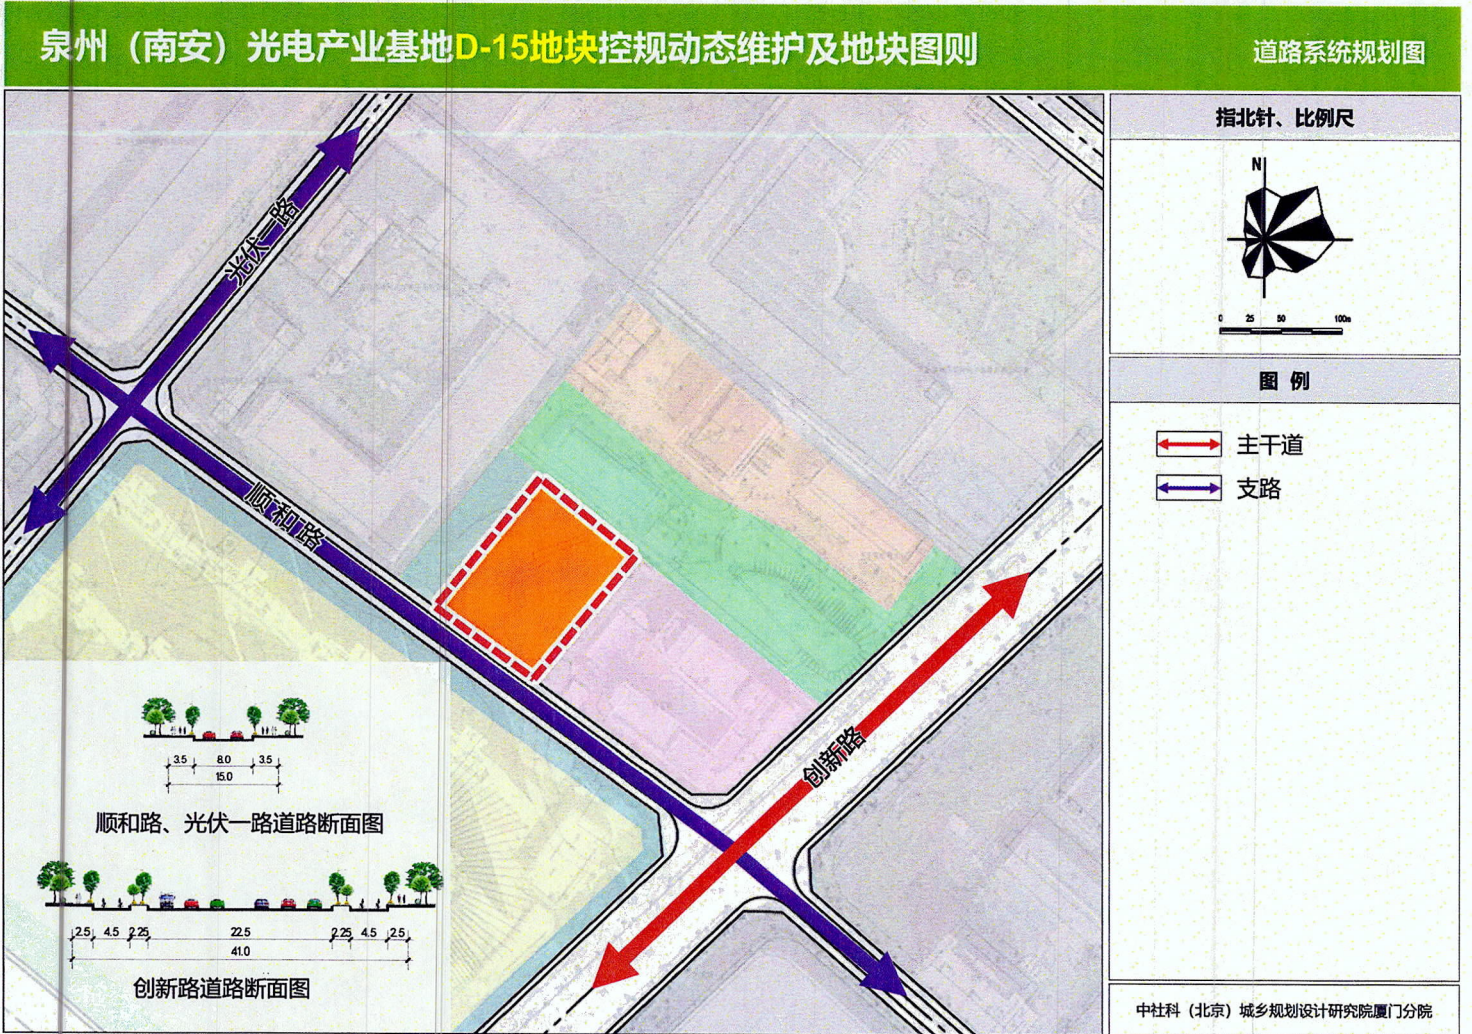 泉州（南安）光电产业基地D-15地块控规动态维护及地块图则
道路系统规划图
指北针、比例尺
N
0 25 50 100m
图 例
主干道
支路
光伏一路
顺和路
创新路
3.5 8.0 3.5
15.0
顺和路、光伏一路道路断面图
2.5 4.5 2.25 22.5 2.25 4.5 2.5
41.0
创新路道路断面图
中社科（北京）城乡规划设计研究院厦门分院